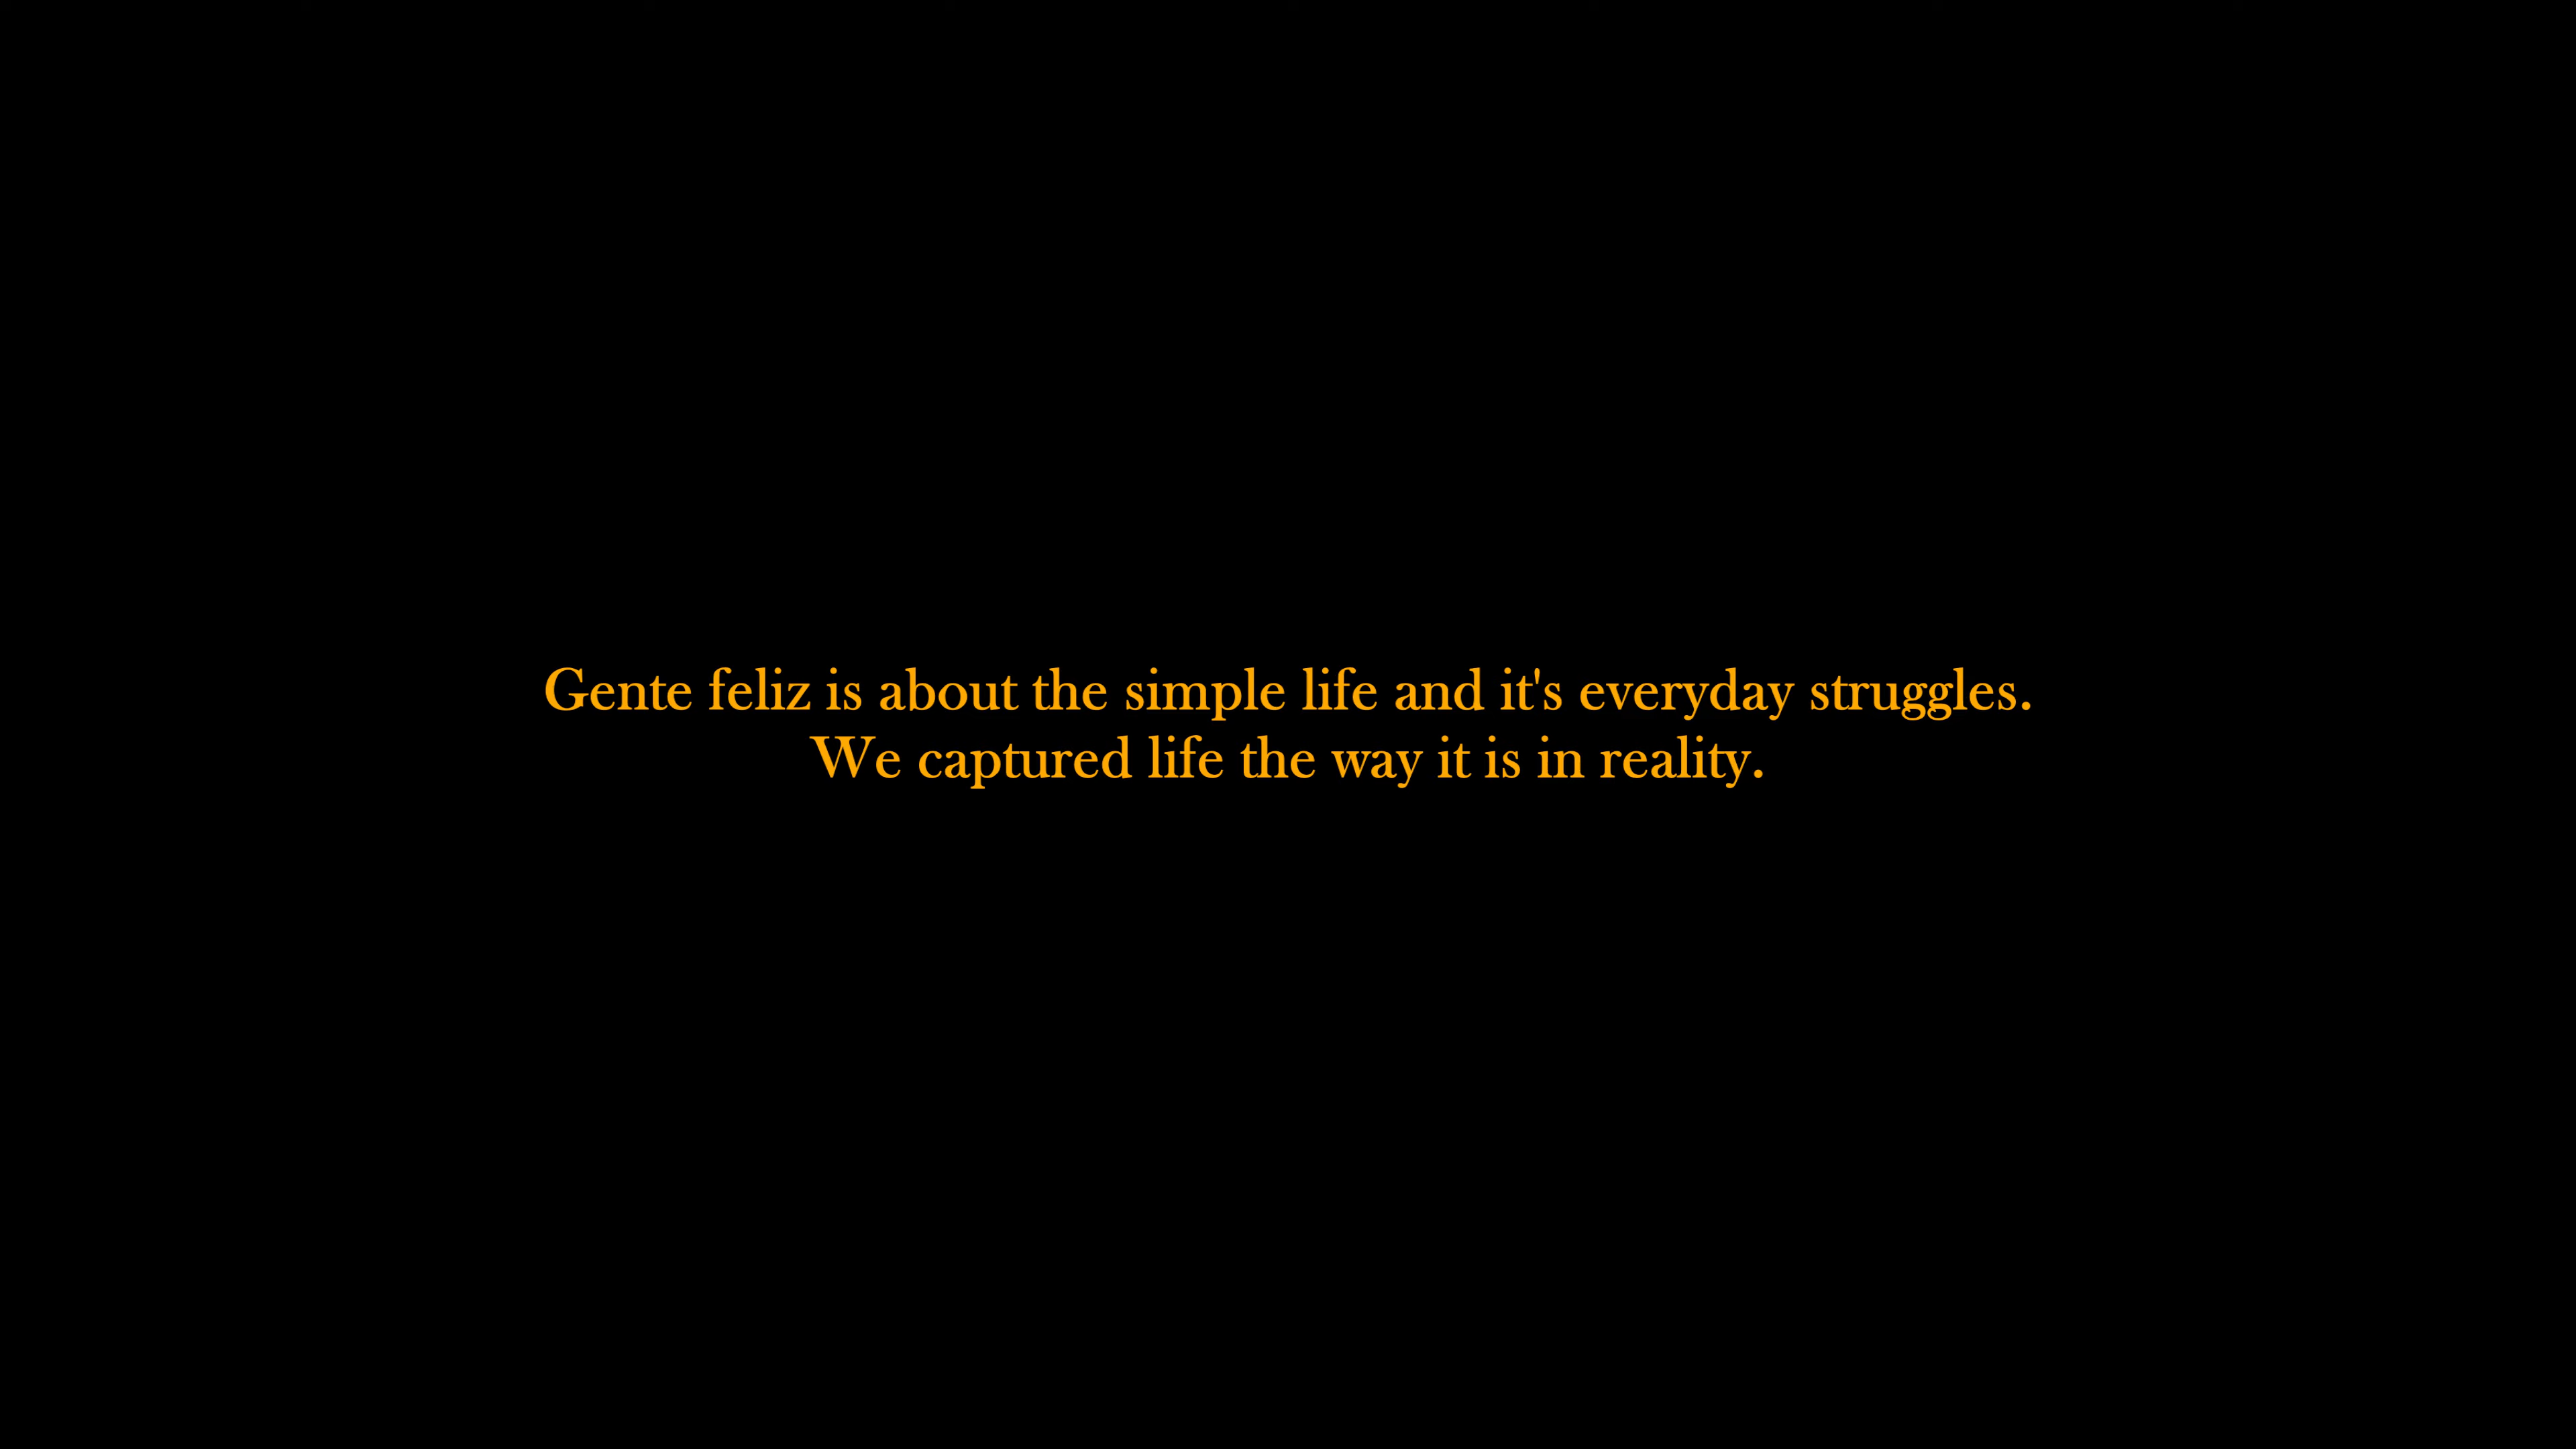 Gente feliz is about the simple life and it's everyday struggles.
We captured life the way it is in reality.